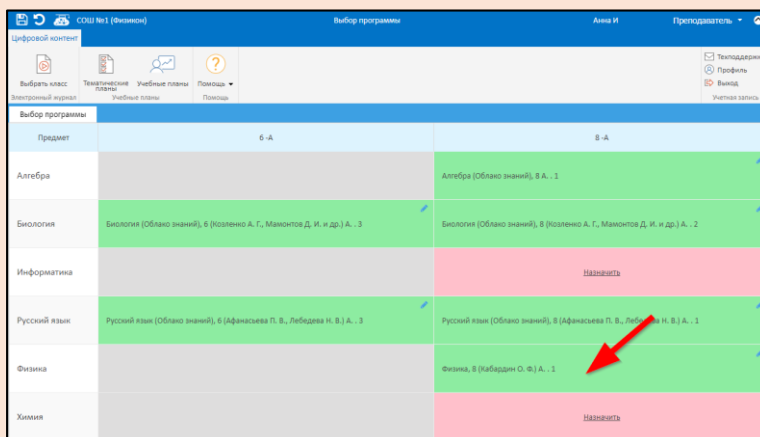 СОШ №1 (Физикон) Выбор программы Анна И Преподаватель
Цифровой контент
Выбрать класс
Тематические планы
Учебные планы
Помощь
Техподдержк
Профиль
Выход
Электронный журнал Учебные планы Помощь Учетная запись
Выбор программы
Предмет 6 -А 8 -А
Алгебра Алгебра (Облако знаний), 8 А. . 1
Биология Биология (Облако знаний), 6 (Козленко А. Г., Мамонтов Д. И. и др.) А. . 3 Биология (Облако знаний), 8 (Козленко А. Г., Мамонтов Д. И. и др.) А. . 2
Информатика Назначить
Русский язык Русский язык (Облако знаний), 6 (Афанасьева П. В., Лебедева Н. В.) А. . 3 Русский язык (Облако знаний), 8 (Афанасьева П. В., Н. В.) А. . 1
Физика Физика, 8 (Кабардин О. Ф.) А. . 1
Химия Назначить